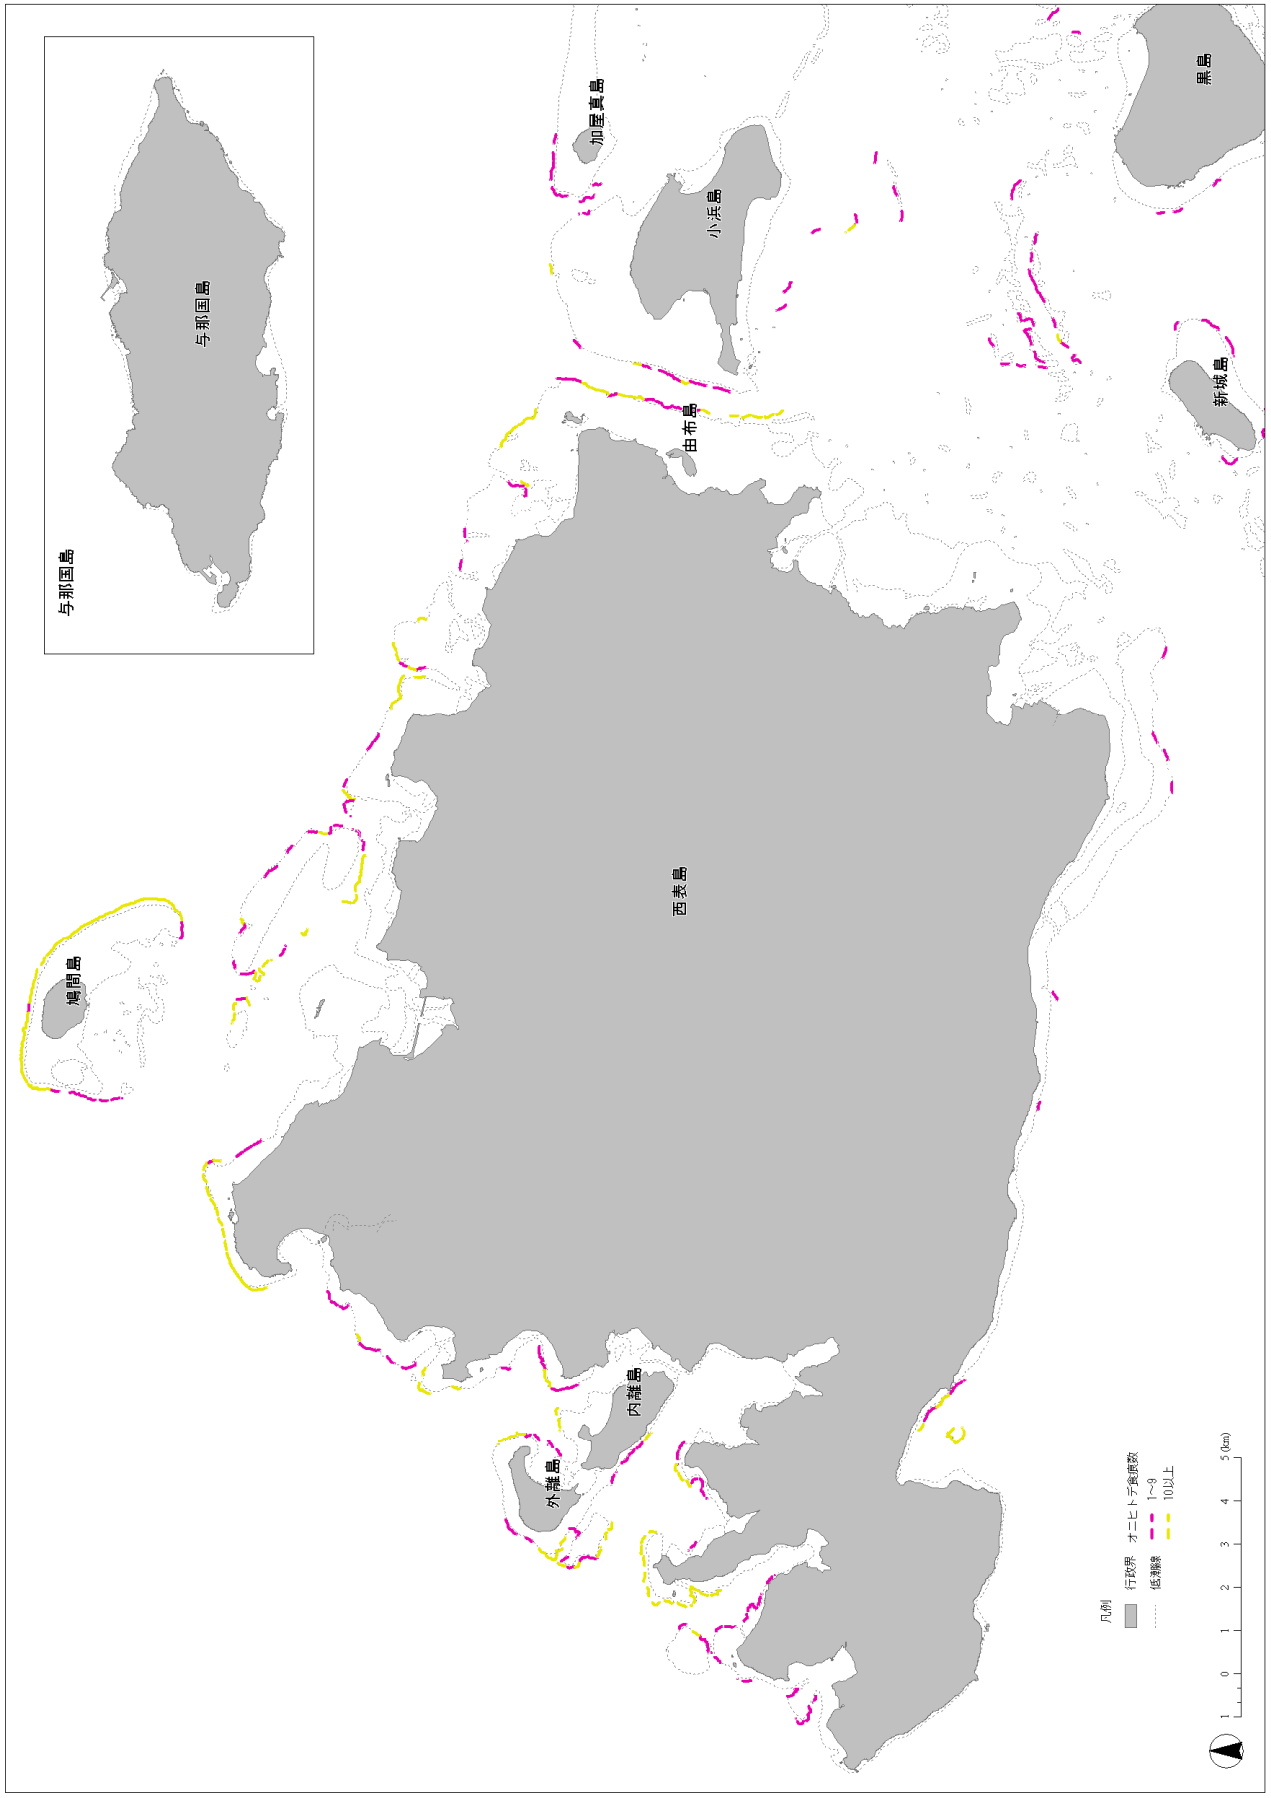 与那国島
与那国島
鳩間島
加屋真島
小浜島
黒島
由布島
新城島
西表島
内離島
外離島
凡例
行政界
低潮線
オニヒトデ食痕数
1～9
10以上
1 0 1 2 3 4 5 (km)